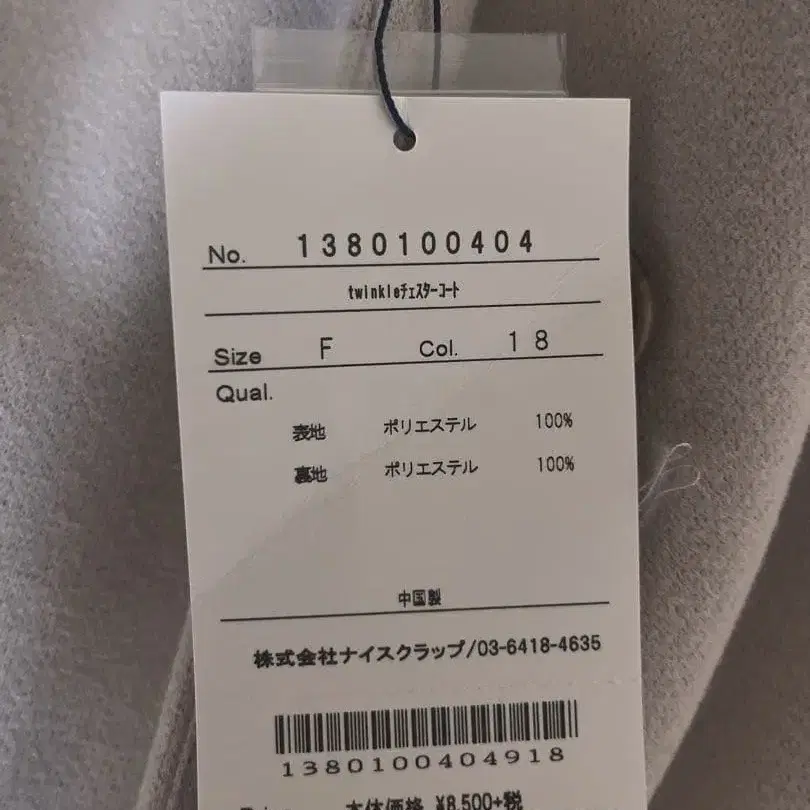 No. 1380100404
twinkleﾁｪｽﾀｰｺｰﾄ
Size F Col. 18
Qual.
表地 ポリエステル 100%
裏地 ポリエステル 100%
中国製
株式会社ナイスクラップ/03-6418-4635
1380100404918
本体価格 ¥8,500+税